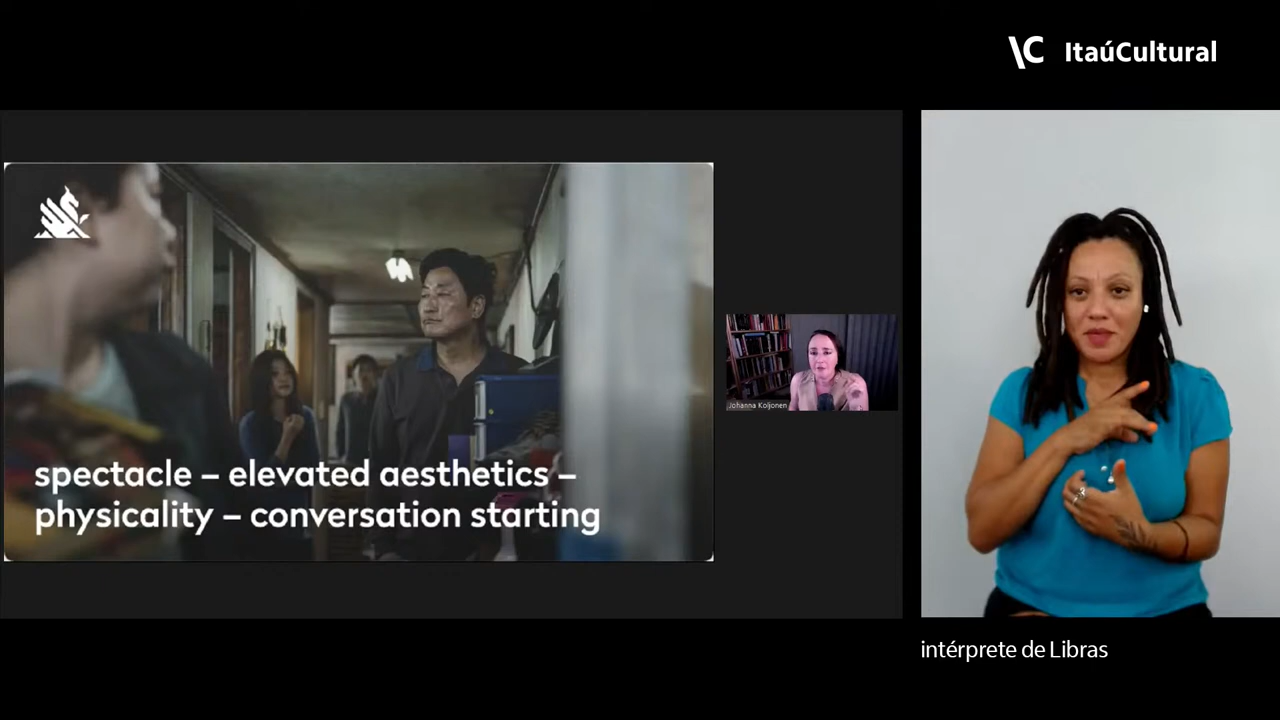 \C ItaúCultural
spectacle – elevated aesthetics –
physicality – conversation starting
Johanna Koljonen
intérprete de Libras